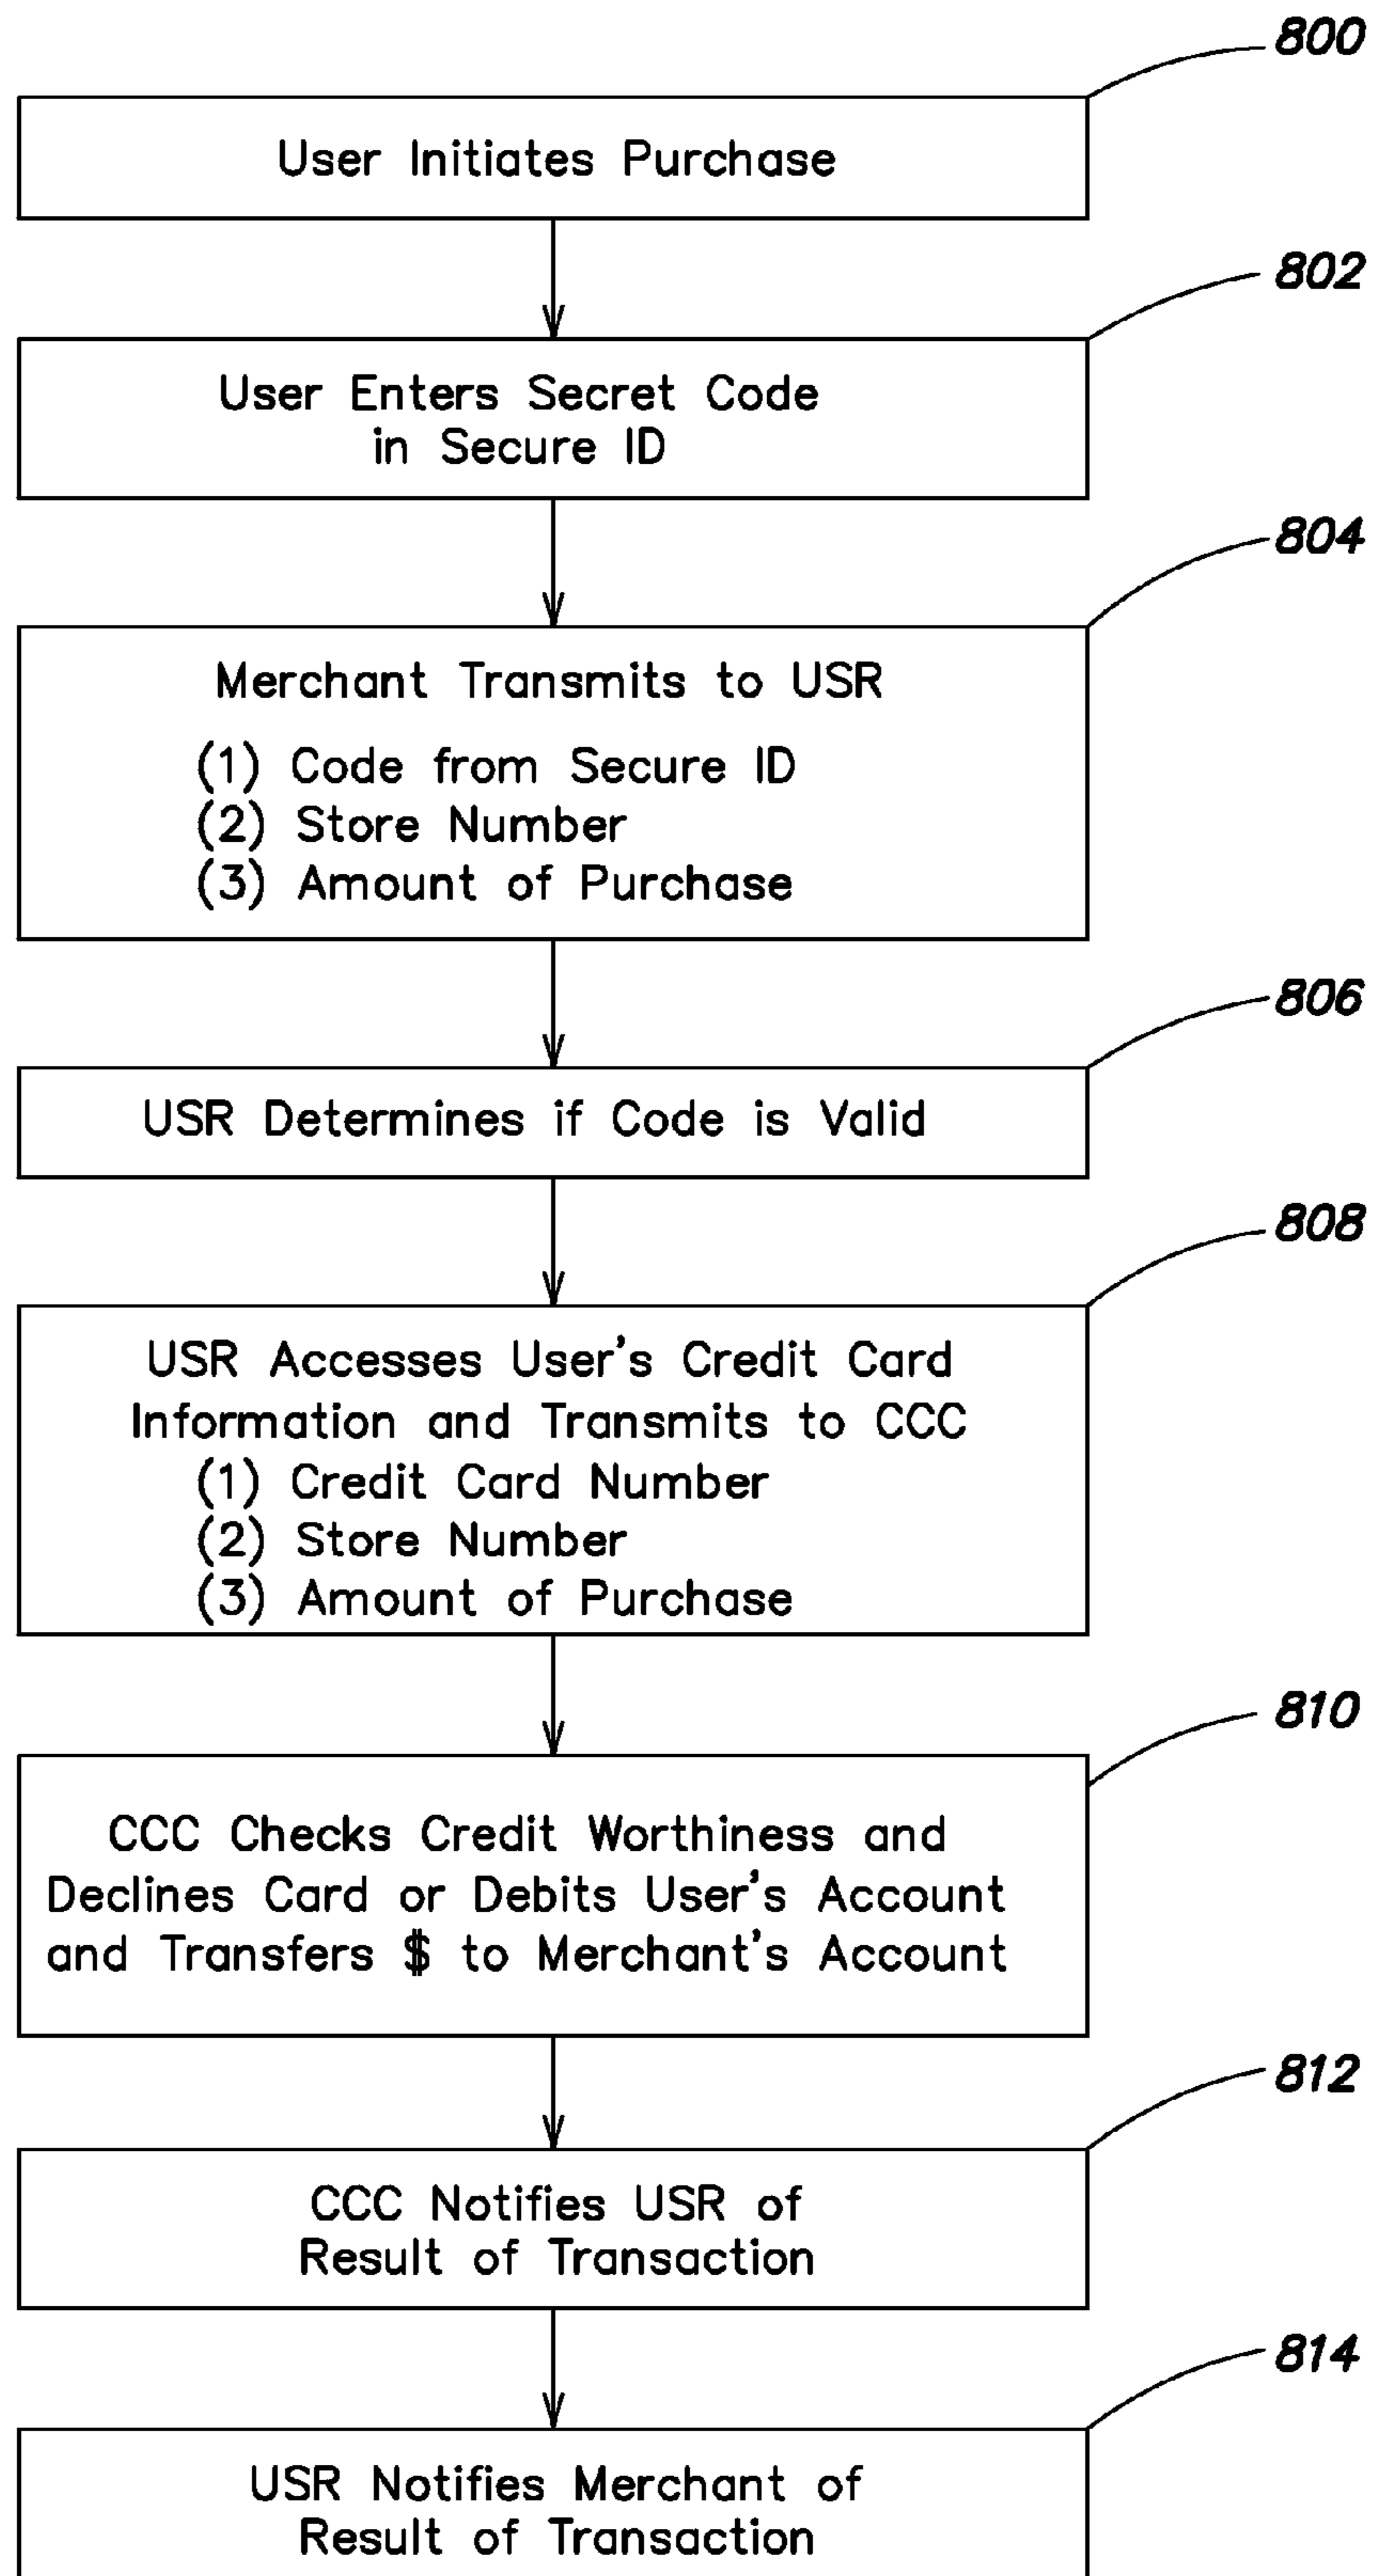 800
User Initiates Purchase
802
User Enters Secret Code
in Secure ID
804
Merchant Transmits to USR
(1) Code from Secure ID
(2) Store Number
(3) Amount of Purchase
806
USR Determines if Code is Valid
808
USR Accesses User's Credit Card
Information and Transmits to CCC
(1) Credit Card Number
(2) Store Number
(3) Amount of Purchase
810
CCC Checks Credit Worthiness and
Declines Card or Debits User's Account
and Transfers $ to Merchant's Account
812
CCC Notifies USR of
Result of Transaction
814
USR Notifies Merchant of
Result of Transaction